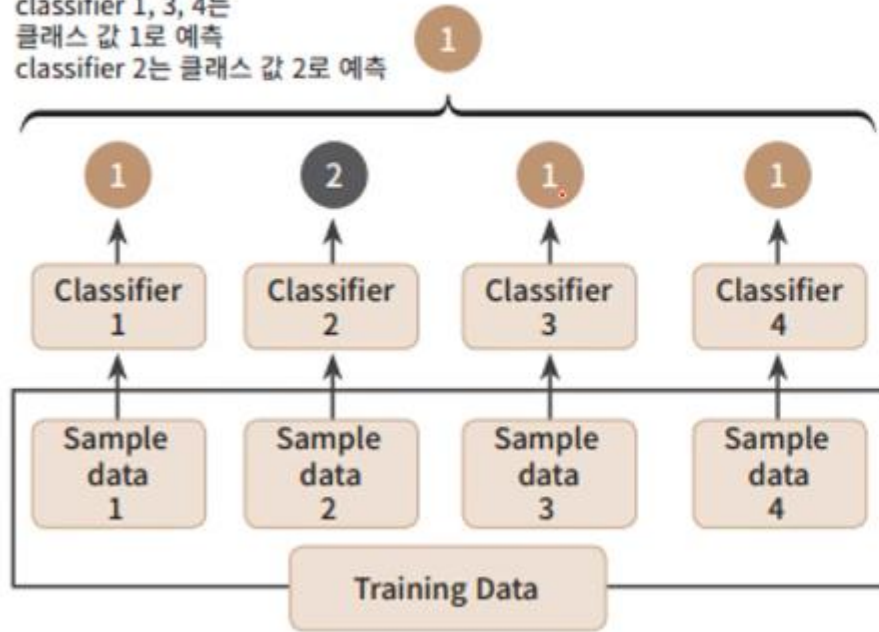 classifier 1, 3, 4는
클래스 값 1로 예측
classifier 2는 클래스 값 2로 예측
1
1
2
1
1
Classifier
1
Classifier
2
Classifier
3
Classifier
4
Sample
data
1
Sample
data
2
Sample
data
3
Sample
data
4
Training Data